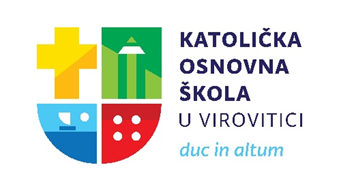 KATOLIČKA
OSNOVNA
ŠKOLA
U VIROVITICI
duc in altum